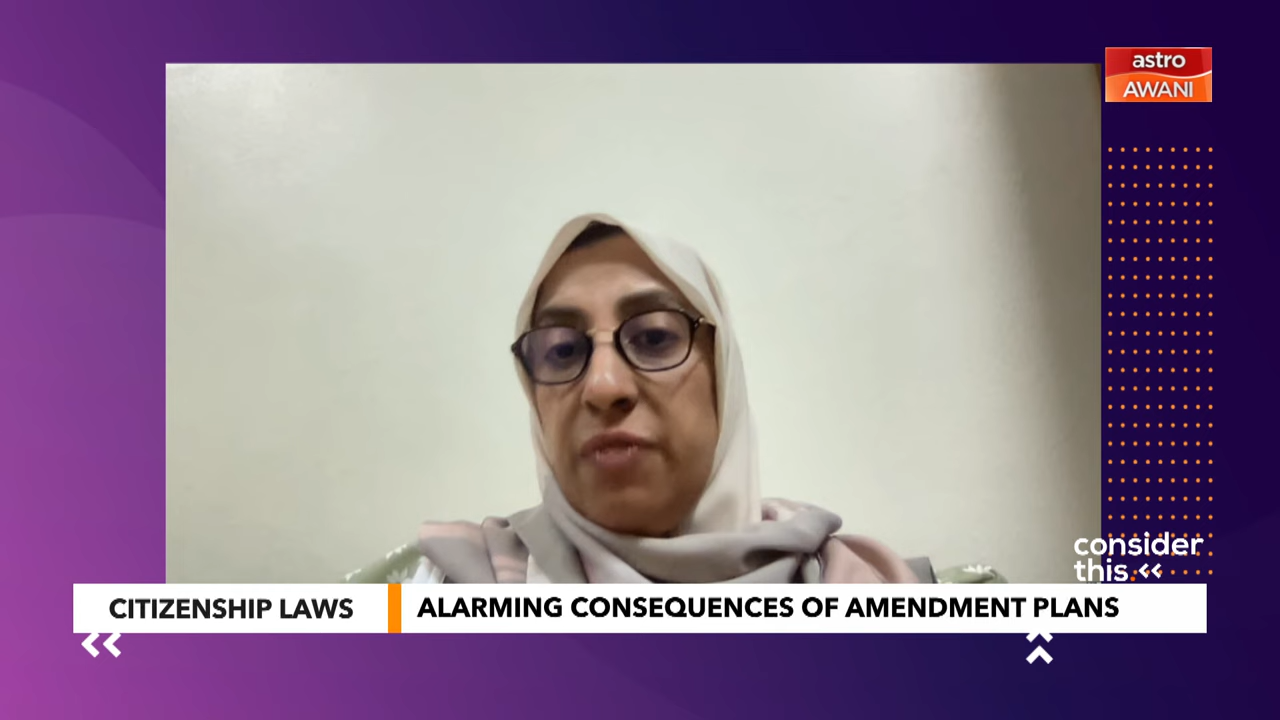 astro
AWANI
consider
this.
CITIZENSHIP LAWS
ALARMING CONSEQUENCES OF AMENDMENT PLANS